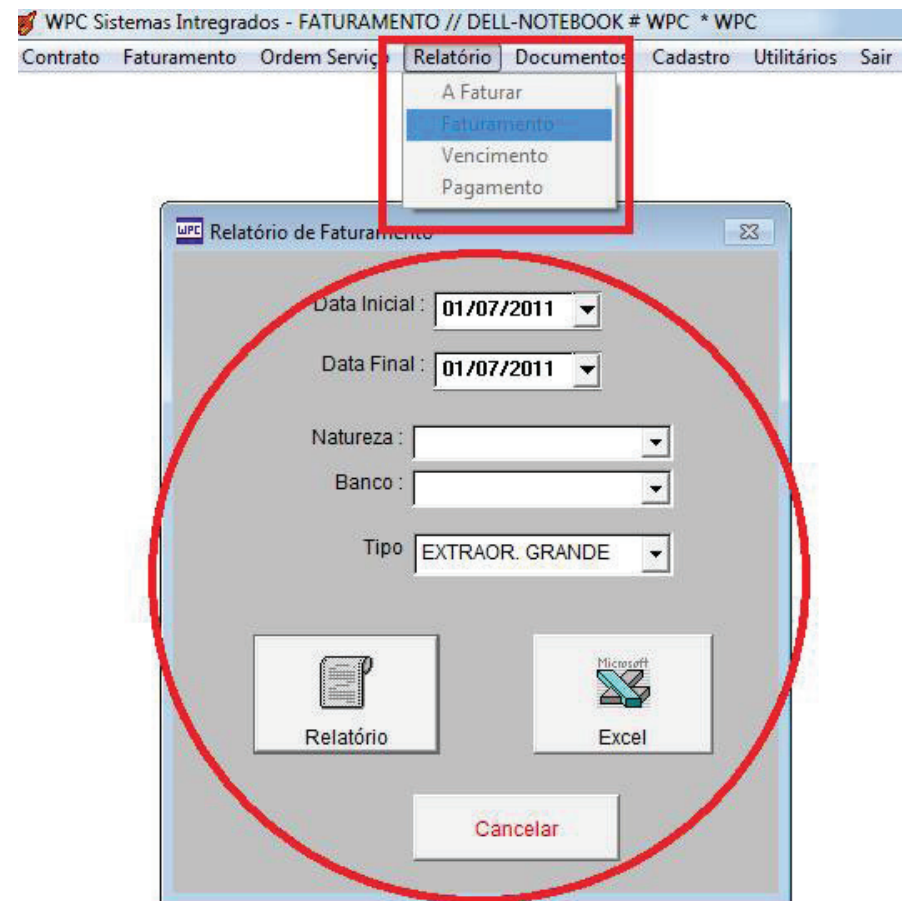 WPC Sistemas Intregrados - FATURAMENTO // DELL-NOTEBOOK # WPC * WPC
Contrato Faturamento Ordem Serviço Relatório Documentos Cadastro Utilitários Sair
A Faturar
Faturamento
Vencimento
Pagamento
WPC Relatório de Faturamento
Data Inicial : 01/07/2011
Data Final : 01/07/2011
Natureza :
Banco :
Tipo EXTRAOR. GRANDE
Microsoft
Relatório Excel
Cancelar